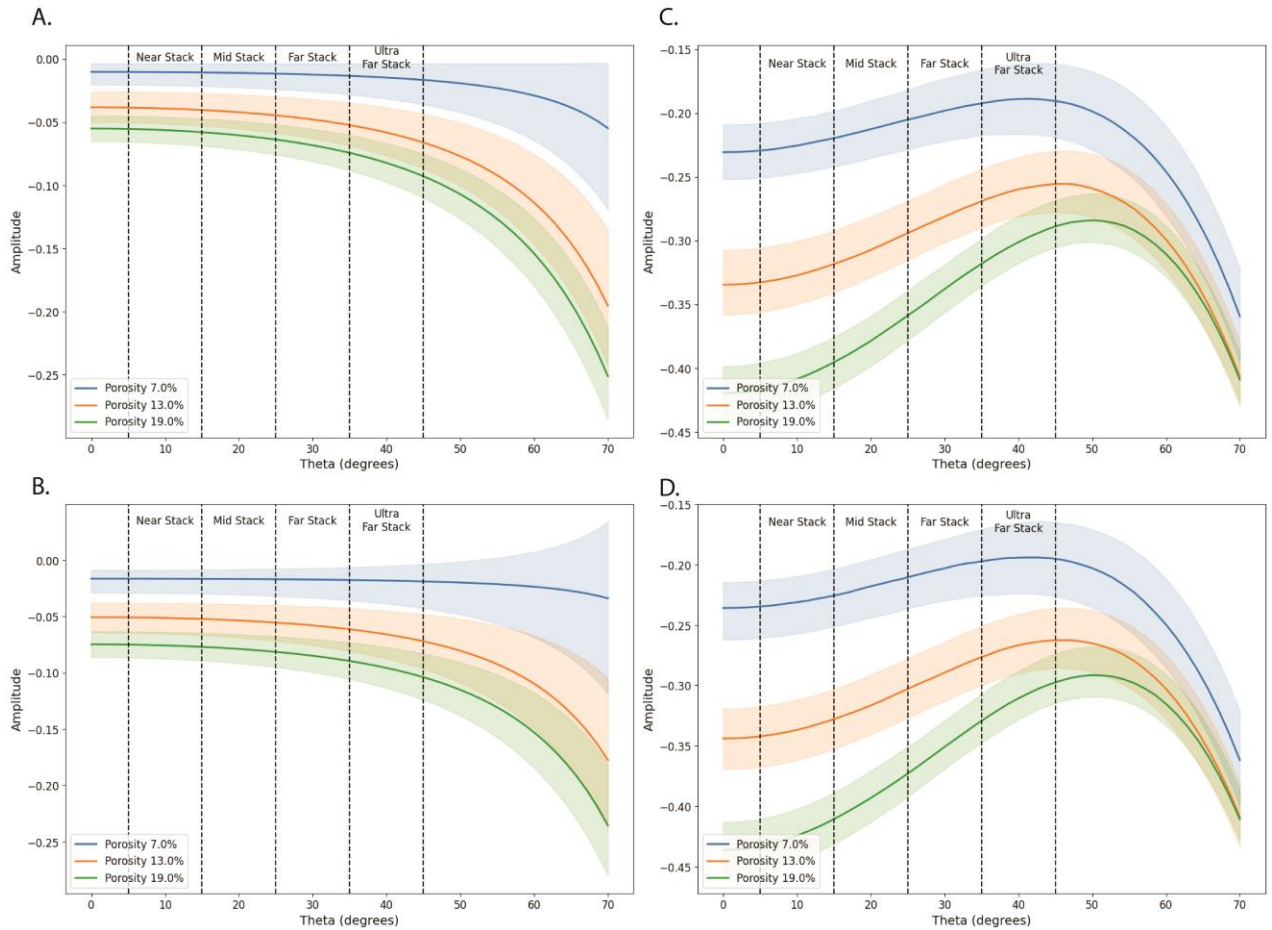 A.
Near Stack
Mid Stack
Far Stack
Ultra
Far Stack
0.00
−0.05
−0.10
−0.15
−0.20
−0.25
Amplitude
Porosity 7.0%
Porosity 13.0%
Porosity 19.0%
0 10 20 30 40 50 60 70
Theta (degrees)
C.
Near Stack
Mid Stack
Far Stack
Ultra
Far Stack
−0.15
−0.20
−0.25
−0.30
−0.35
−0.40
−0.45
Amplitude
Porosity 7.0%
Porosity 13.0%
Porosity 19.0%
0 10 20 30 40 50 60 70
Theta (degrees)
B.
Near Stack
Mid Stack
Far Stack
Ultra
Far Stack
0.00
−0.05
−0.10
−0.15
−0.20
−0.25
Amplitude
Porosity 7.0%
Porosity 13.0%
Porosity 19.0%
0 10 20 30 40 50 60 70
Theta (degrees)
D.
Near Stack
Mid Stack
Far Stack
Ultra
Far Stack
−0.15
−0.20
−0.25
−0.30
−0.35
−0.40
−0.45
Amplitude
Porosity 7.0%
Porosity 13.0%
Porosity 19.0%
0 10 20 30 40 50 60 70
Theta (degrees)